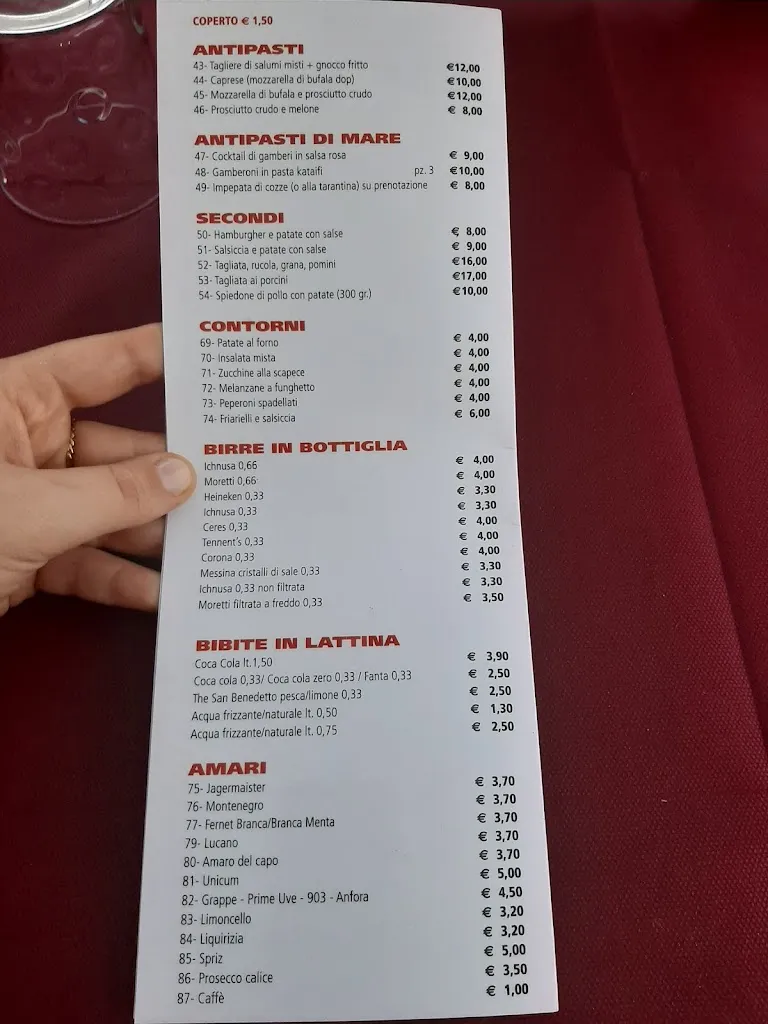 COPERTO € 1,50
ANTIPASTI
43- Tagliere di salumi misti + gnocco fritto €12,00
44- Caprese (mozzarella di bufala dop) €10,00
45- Mozzarella di bufala e prosciutto crudo €12,00
46- Prosciutto crudo e melone € 8,00
ANTIPASTI DI MARE
47- Cocktail di gamberi in salsa rosa € 9,00
48- Gamberoni in pasta kataifi pz. 3 €10,00
49- Impepata di cozze (o alla tarantina) su prenotazione € 8,00
SECONDI
50- Hamburgher e patate con salse € 8,00
51- Salsiccia e patate con salse € 9,00
52- Tagliata, rucola, grana, pomini €16,00
53- Tagliata ai porcini €17,00
54- Spiedone di pollo con patate (300 gr.) €10,00
CONTORNI
69- Patate al forno € 4,00
70- Insalata mista € 4,00
71- Zucchine alla scapece € 4,00
72- Melanzane a funghetto € 4,00
73- Peperoni spadellati € 4,00
74- Friarielli e salsiccia € 6,00
BIRRE IN BOTTIGLIA
Ichnusa 0,66 € 4,00
Moretti 0,66 € 4,00
Heineken 0,33 € 3,30
Ichnusa 0,33 € 3,30
Ceres 0,33 € 4,00
Tennent's 0,33 € 4,00
Corona 0,33 € 4,00
Messina cristalli di sale 0,33 € 3,30
Ichnusa 0,33 non filtrata € 3,30
Moretti filtrata a freddo 0,33 € 3,50
BIBITE IN LATTINA
Coca Cola lt.1,50 € 3,90
Coca cola 0,33/ Coca cola zero 0,33 / Fanta 0,33 € 2,50
The San Benedetto pesca/limone 0,33 € 2,50
Acqua frizzante/naturale lt. 0,50 € 1,30
Acqua frizzante/naturale lt. 0,75 € 2,50
AMARI
75- Jagermaister € 3,70
76- Montenegro € 3,70
77- Fernet Branca/Branca Menta € 3,70
79- Lucano € 3,70
80- Amaro del capo € 3,70
81- Unicum € 5,00
82- Grappe - Prime Uve - 903 - Anfora € 4,50
83- Limoncello € 3,20
84- Liquirizia € 3,20
85- Spriz € 5,00
86- Prosecco calice € 3,50
87- Caffè € 1,00